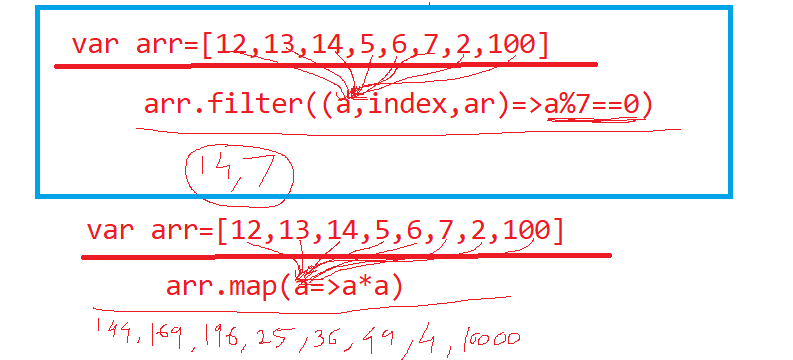 var arr=[12,13,14,5,6,7,2,100]
arr.filter((a,index,ar)=>a%7==0)
14,7
var arr=[12,13,14,5,6,7,2,100]
arr.map(a=>a*a)
144,169,196,25,36,49,4,10000